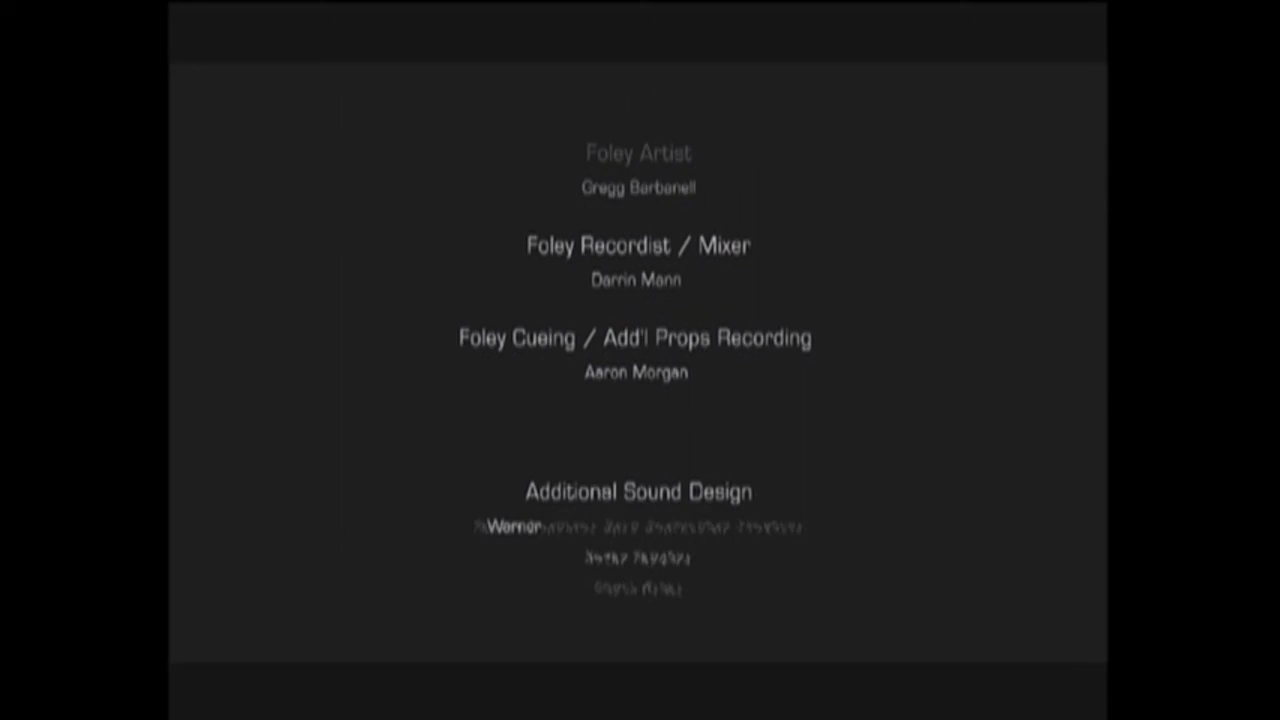 Foley Artist
Gregg Barbanell
Foley Recordist / Mixer
Darrin Mann
Foley Cueing / Add'l Props Recording
Aaron Morgan
Additional Sound Design
Warner